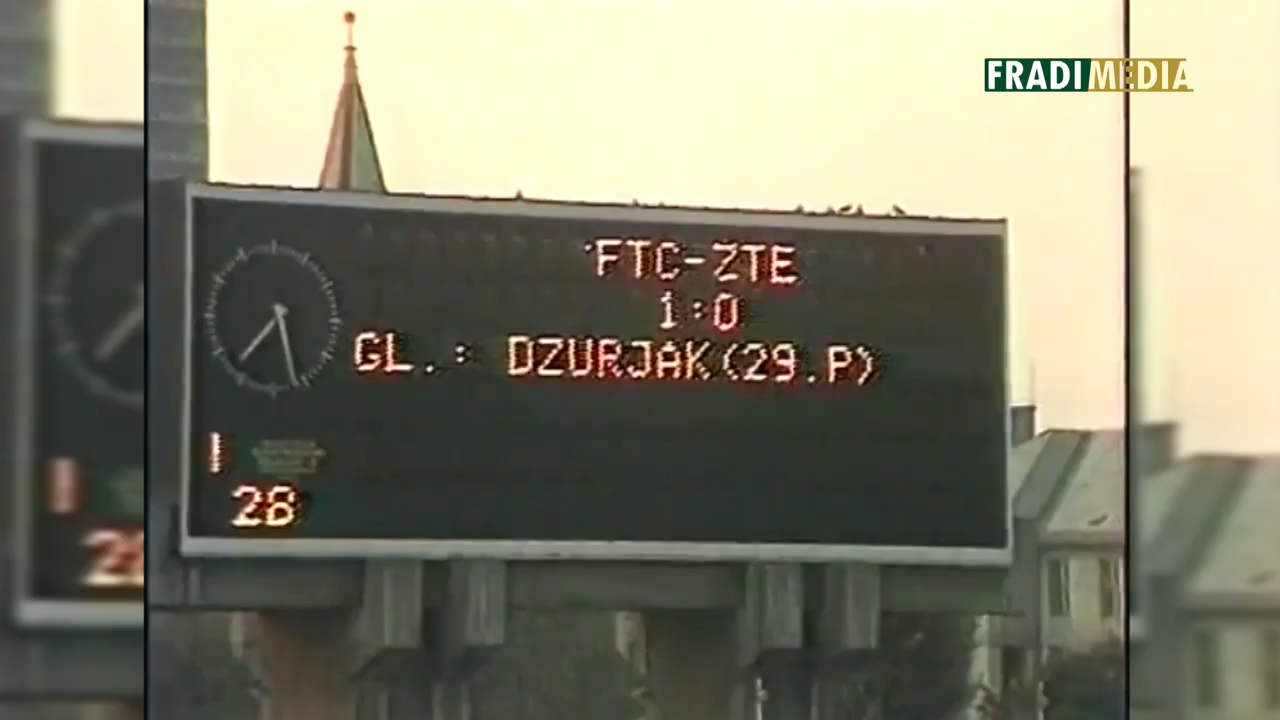 FRADIMEDIA
FTC-ZTE
1:0
GL.: DZURJAK(29.P)
I
28